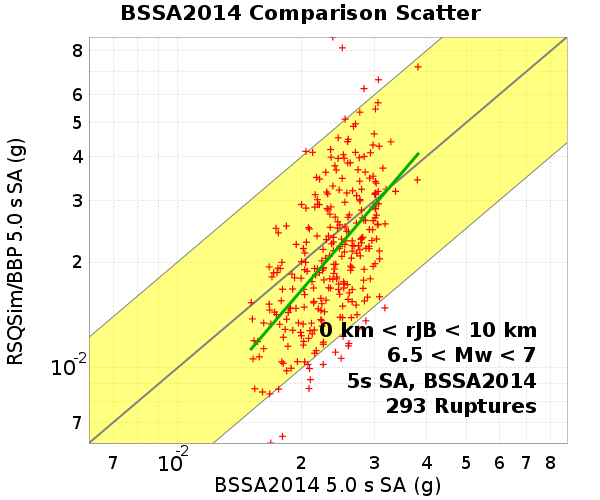 BSSA2014 Comparison Scatter
RSQSim/BBP 5.0 s SA (g)
8
6
5
4
3
2
10⁻²
7
0 km < rJB < 10 km
6.5 < Mw < 7
5s SA, BSSA2014
293 Ruptures
7 10⁻² 2 3 4 5 6 7 8
BSSA2014 5.0 s SA (g)